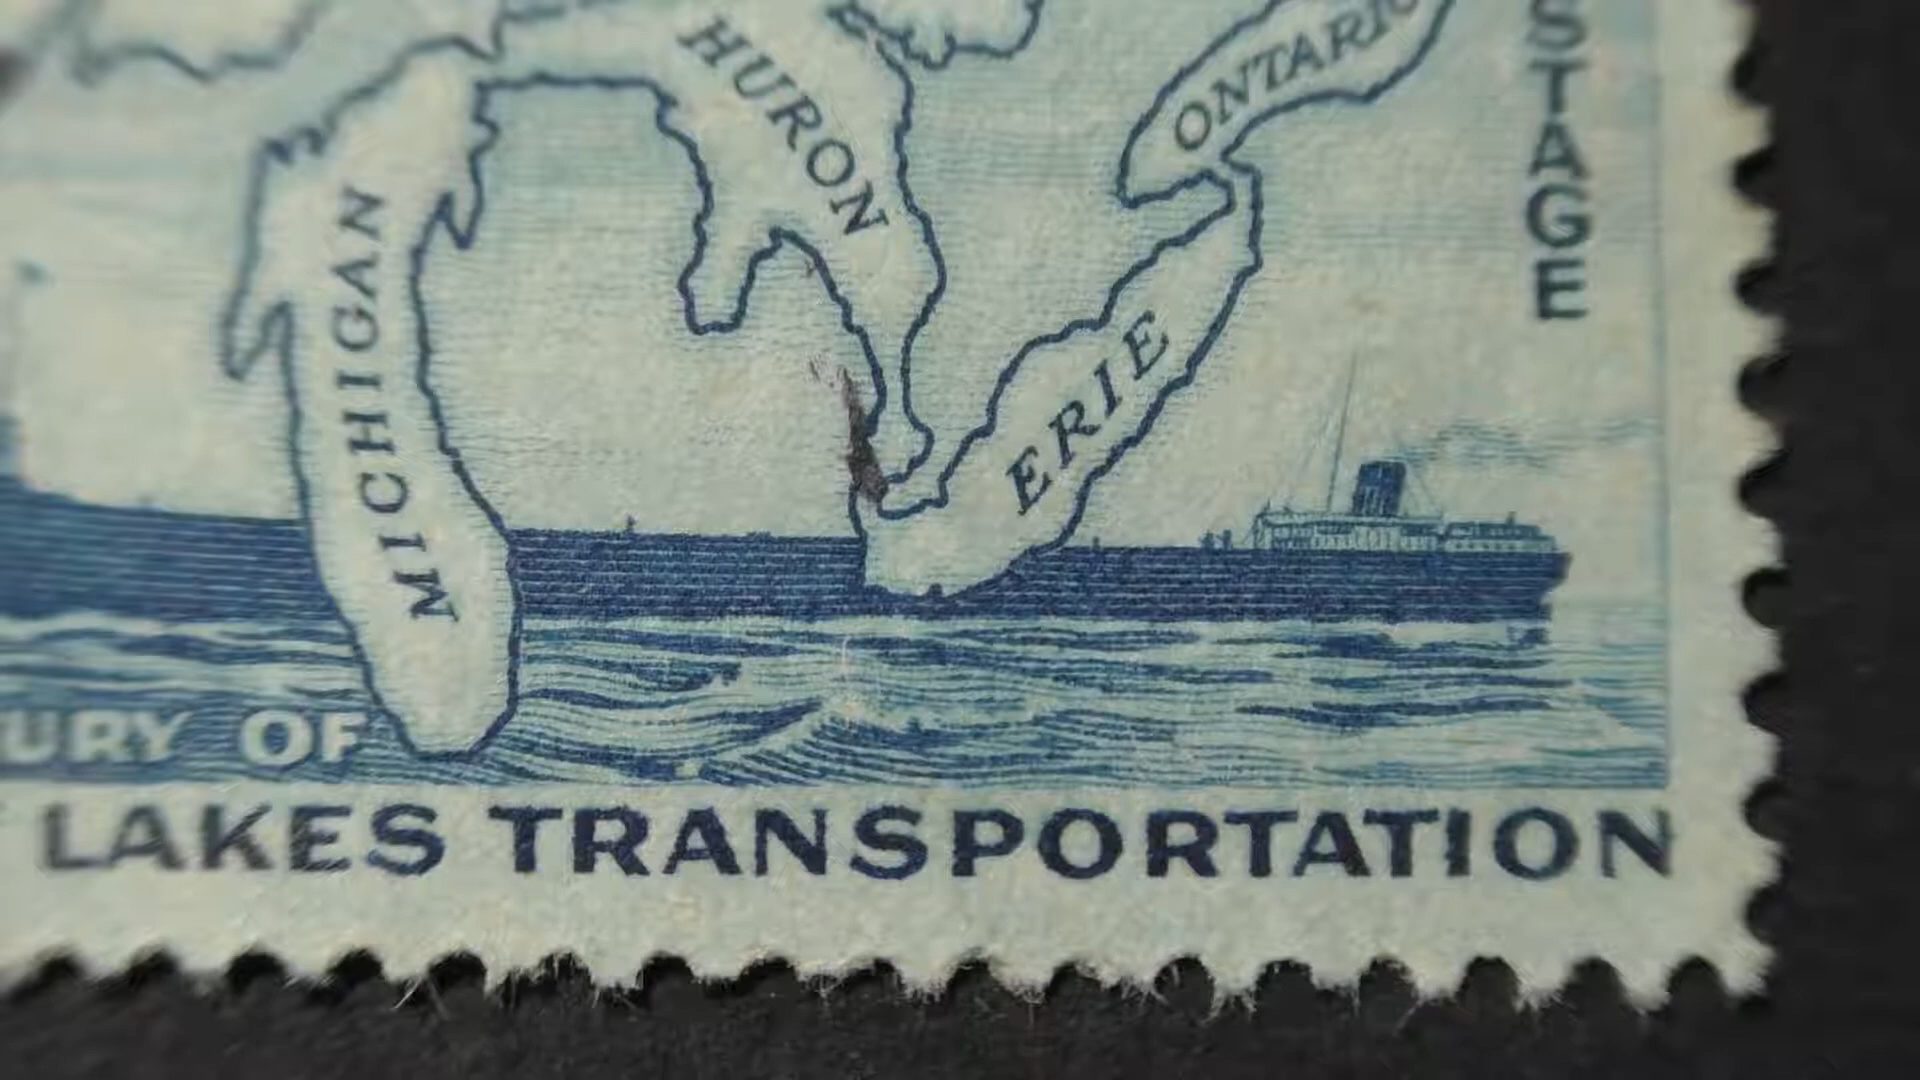 HURON
ONTARIO
STAGE
MICHIGAN
ERIE
URY OF
LAKES TRANSPORTATION